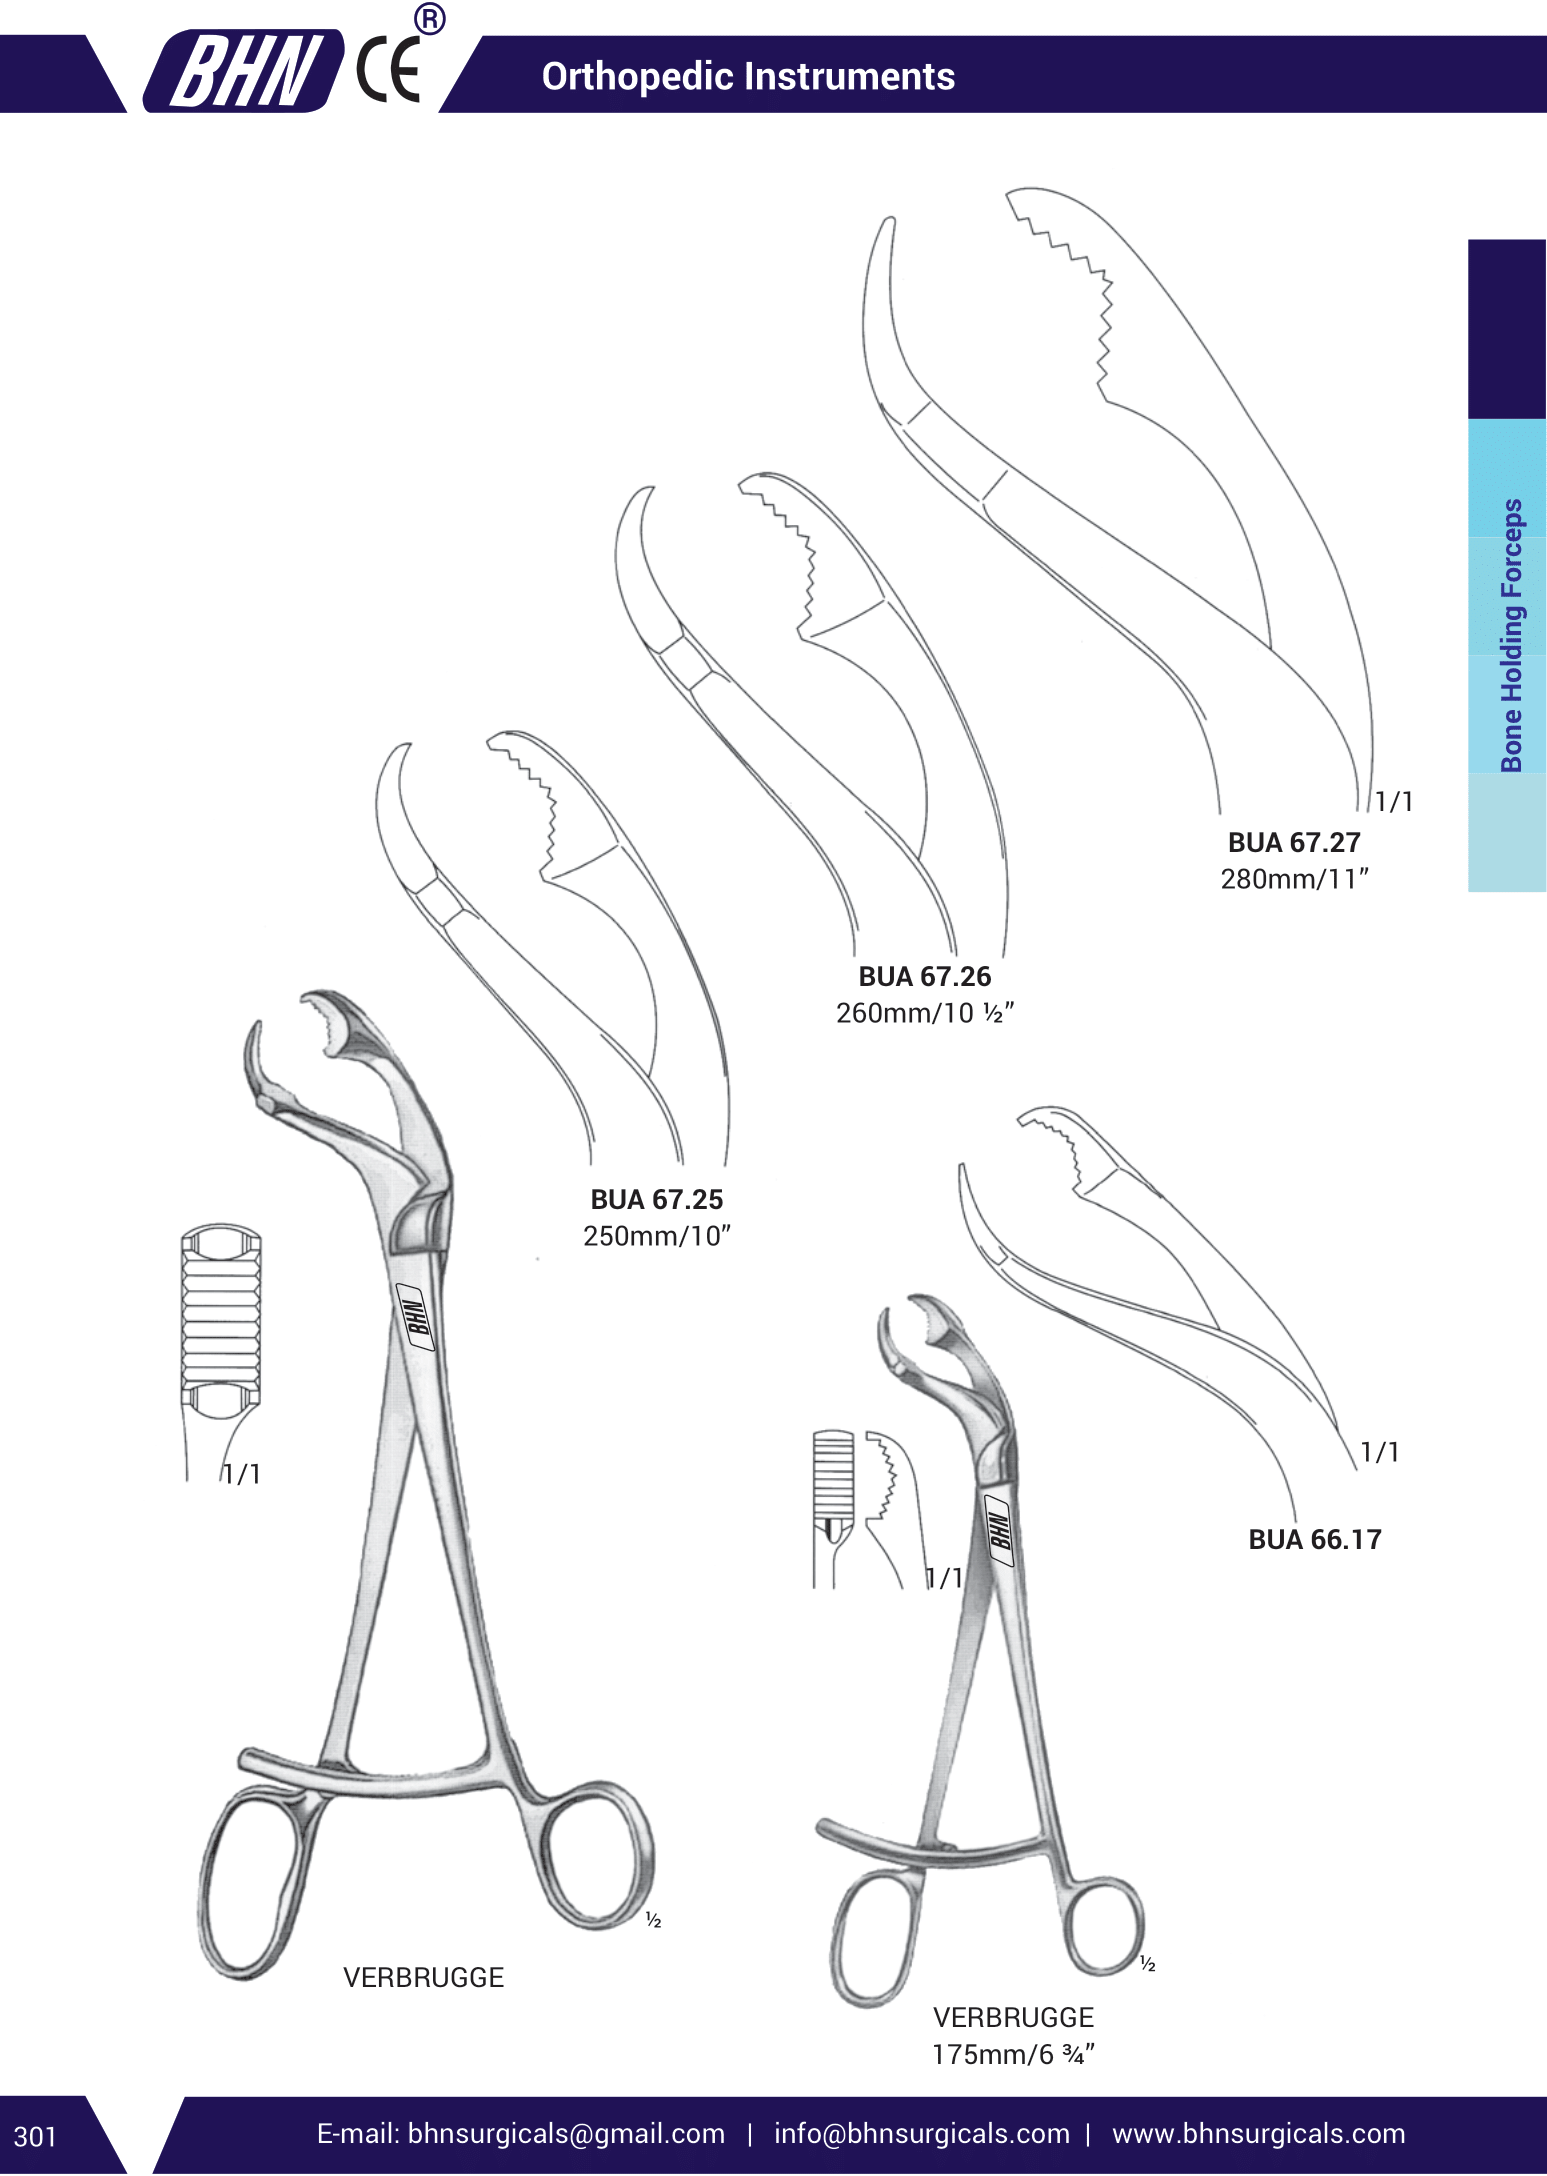 BHN CE ®
Orthopedic Instruments
Bone Holding Forceps
1/1
BUA 67.27
280mm/11”
BUA 67.26
260mm/10 ½”
BUA 67.25
250mm/10”
1/1
BHN
1/1
BUA 66.17
1/1
BHN
½
VERBRUGGE
½
VERBRUGGE
175mm/6 ¾”
301
E-mail: bhnsurgicals@gmail.com | info@bhnsurgicals.com | www.bhnsurgicals.com